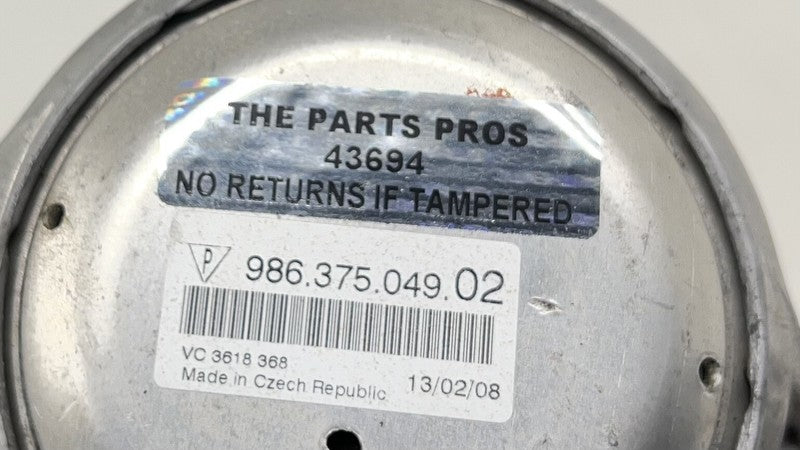 THE PARTS PROS
43694
NO RETURNS IF TAMPERED
P 986.375.049.02
VC 3618 368
Made in Czech Republic 13/02/08